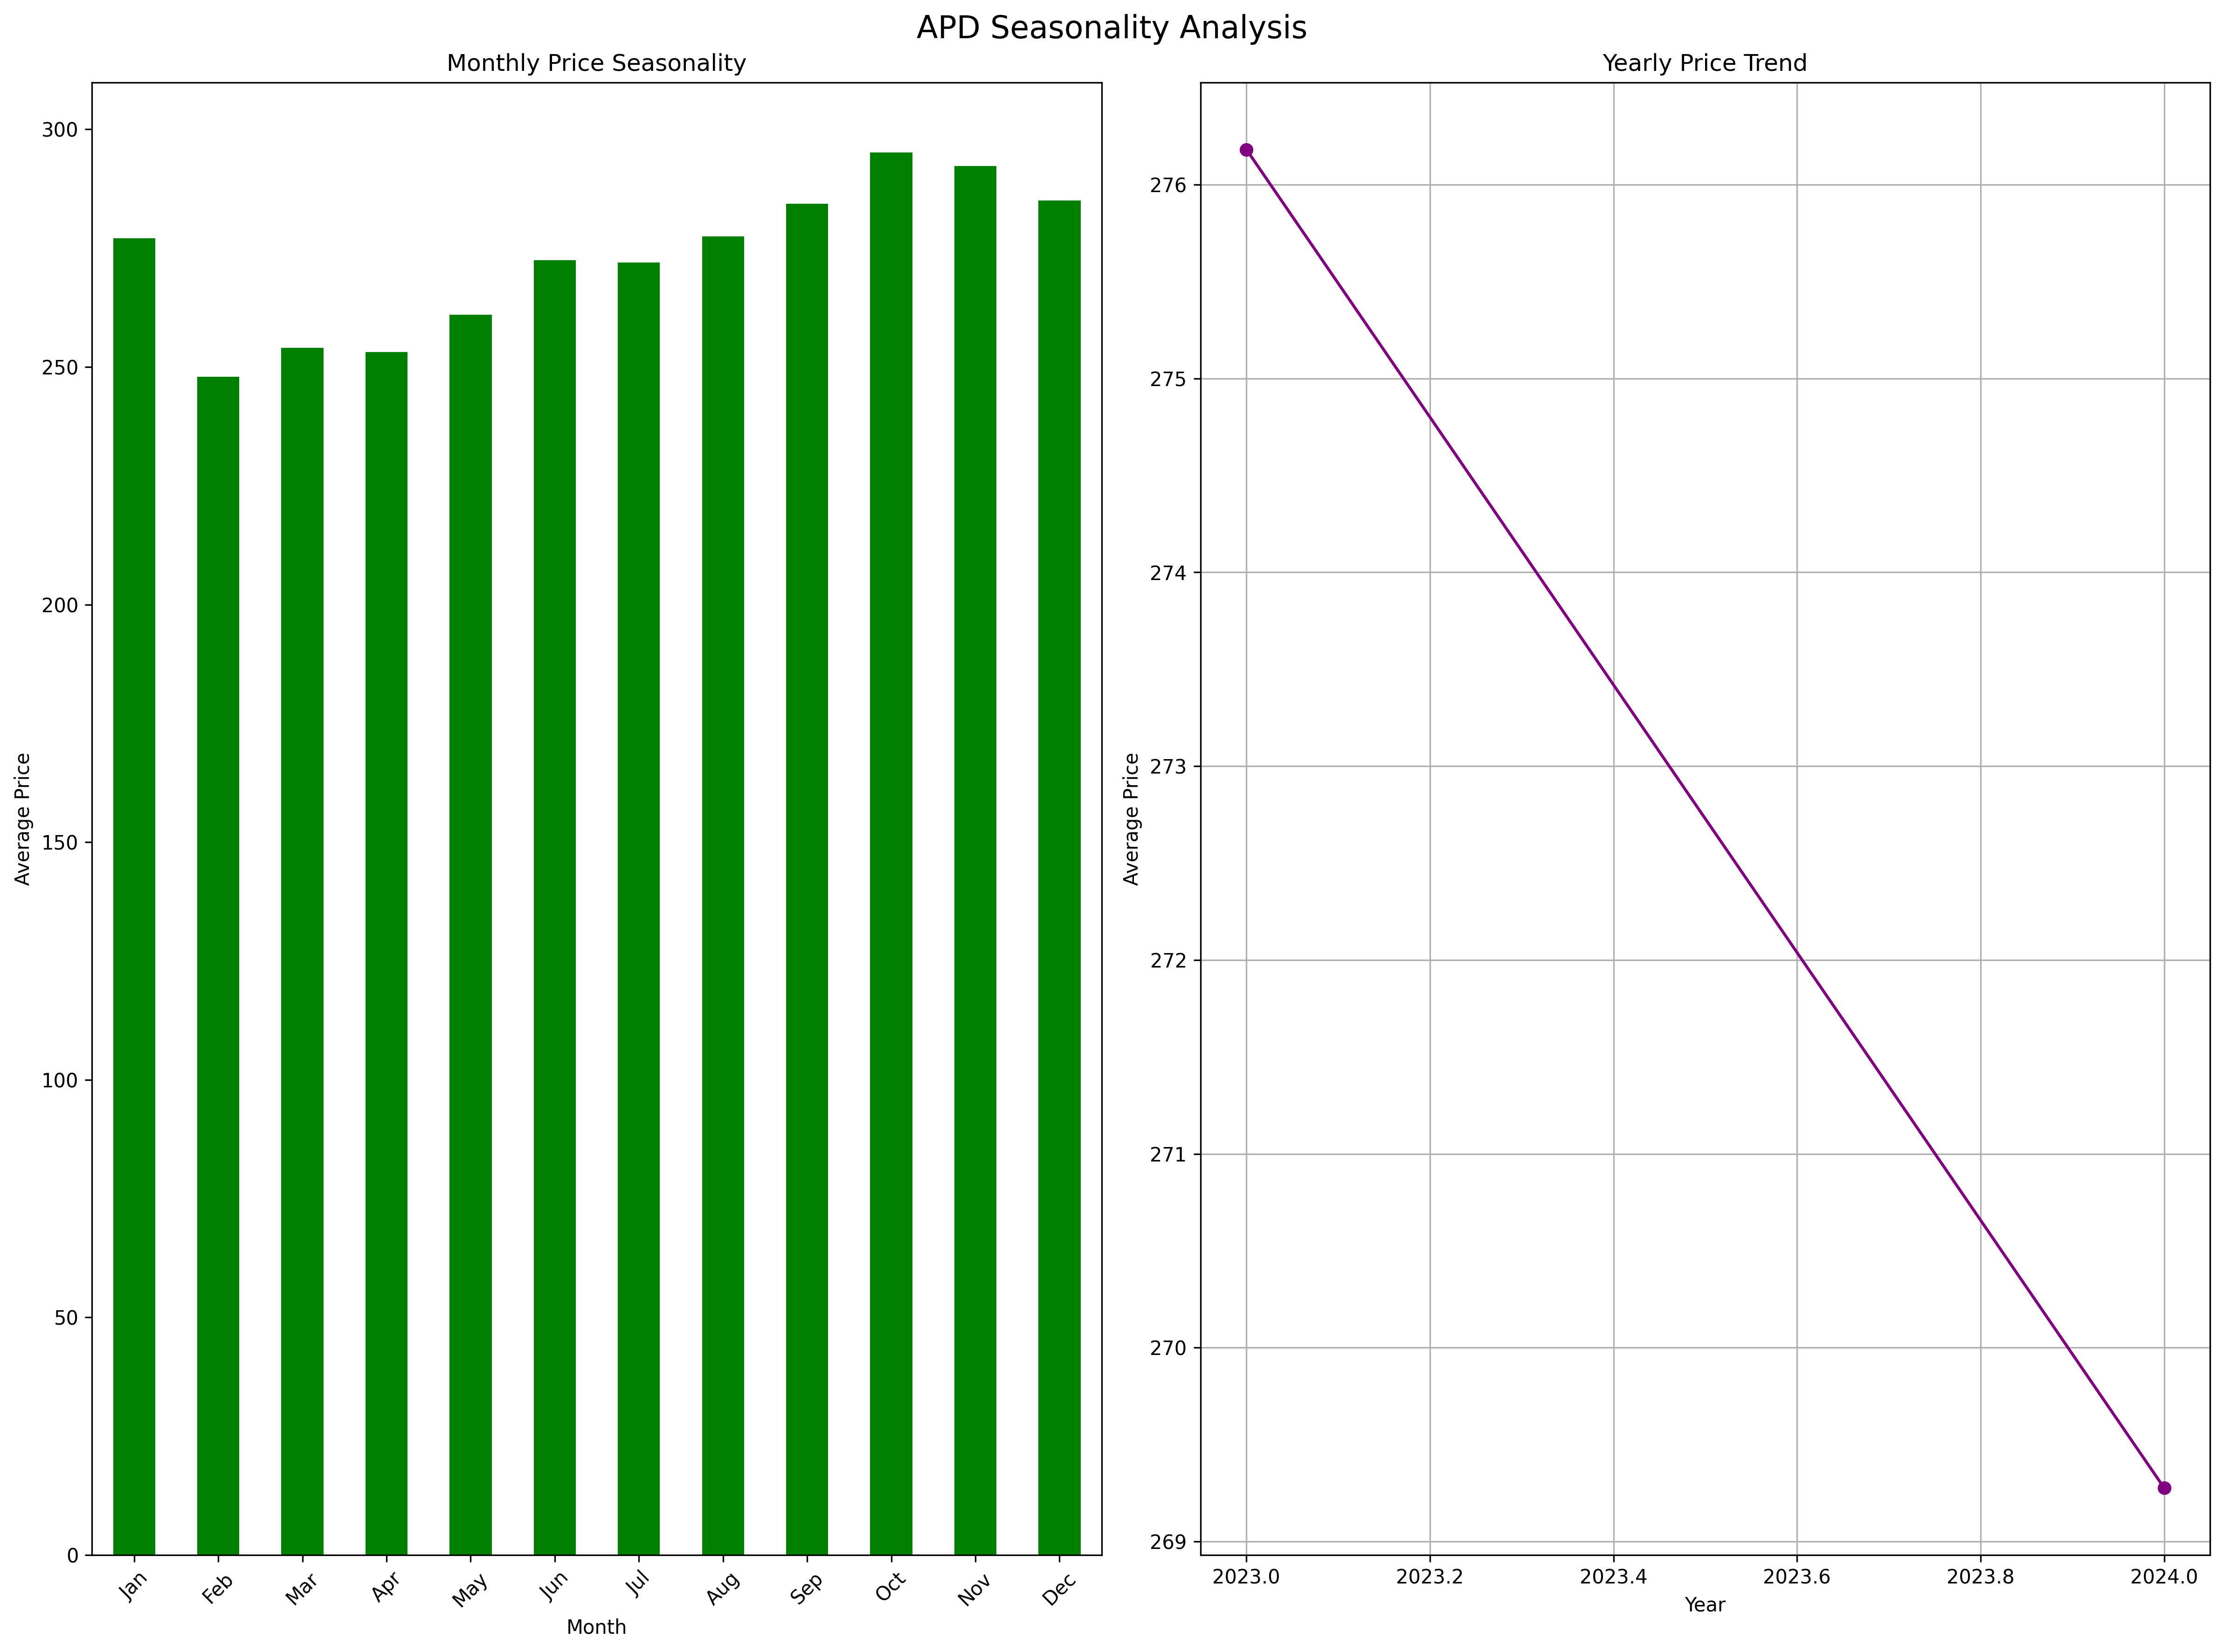 APD Seasonality Analysis
Monthly Price Seasonality
Average Price
300
250
200
150
100
50
0
Jan
Feb
Mar
Apr
May
Jun
Jul
Aug
Sep
Oct
Nov
Dec
Month
Yearly Price Trend
Average Price
276
275
274
273
272
271
270
269
2023.0
2023.2
2023.4
2023.6
2023.8
2024.0
Year